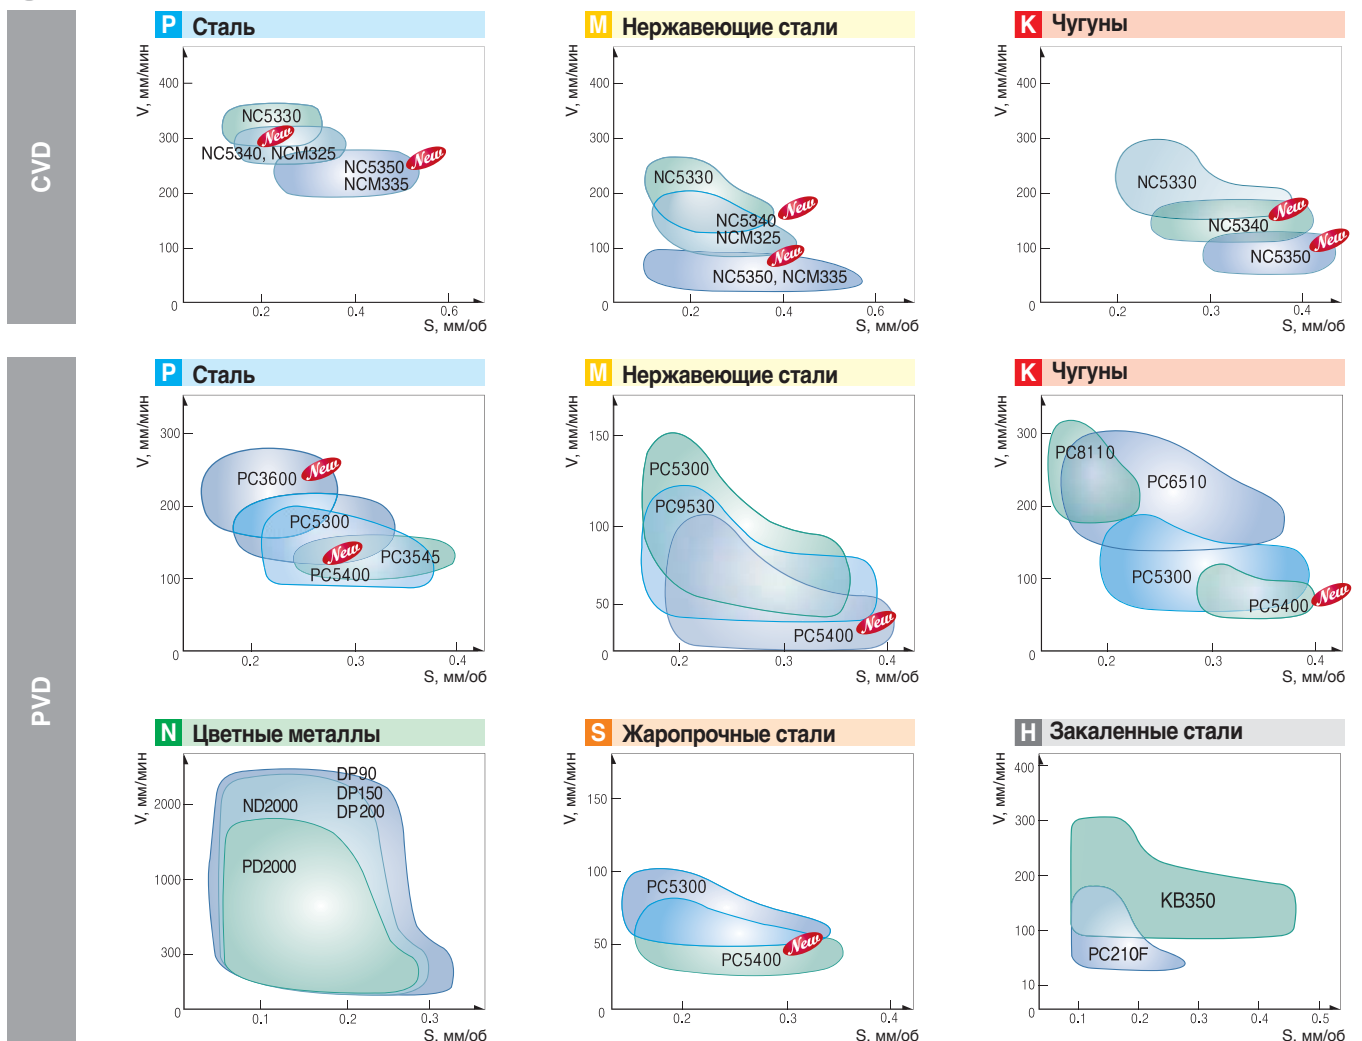 CVD
P Сталь
V, мм/мин
400
300
200
100
0
0.2
0.4
0.6
S, мм/об
NC5330
New
NC5340, NCM325
NC5350
New
NCM335
M Нержавеющие стали
V, мм/мин
400
300
200
100
0
0.2
0.4
0.6
S, мм/об
NC5330
New
NC5340
NCM325
New
NC5350, NCM335
K Чугуны
V, мм/мин
400
300
200
100
0
0.2
0.3
0.4
S, мм/об
NC5330
New
NC5340
New
NC5350
PVD
P Сталь
V, мм/мин
300
200
100
0
0.2
0.3
0.4
S, мм/об
PC3600
New
PC5300
New
PC3545
PC5400
M Нержавеющие стали
V, мм/мин
150
100
50
0
0.2
0.3
0.4
S, мм/об
PC5300
PC9530
New
PC5400
K Чугуны
V, мм/мин
300
200
100
0
0.2
0.3
0.4
S, мм/об
PC8110
PC6510
PC5300
New
PC5400
N Цветные металлы
V, мм/мин
2000
1000
300
0
0.1
0.2
0.3
S, мм/об
DP90
DP150
DP200
ND2000
PD2000
S Жаропрочные стали
V, мм/мин
150
100
50
0
0.2
0.3
0.4
S, мм/об
PC5300
New
PC5400
H Закаленные стали
V, мм/мин
400
300
200
100
10
0
0.1
0.2
0.3
0.4
0.5
S, мм/об
KB350
PC210F